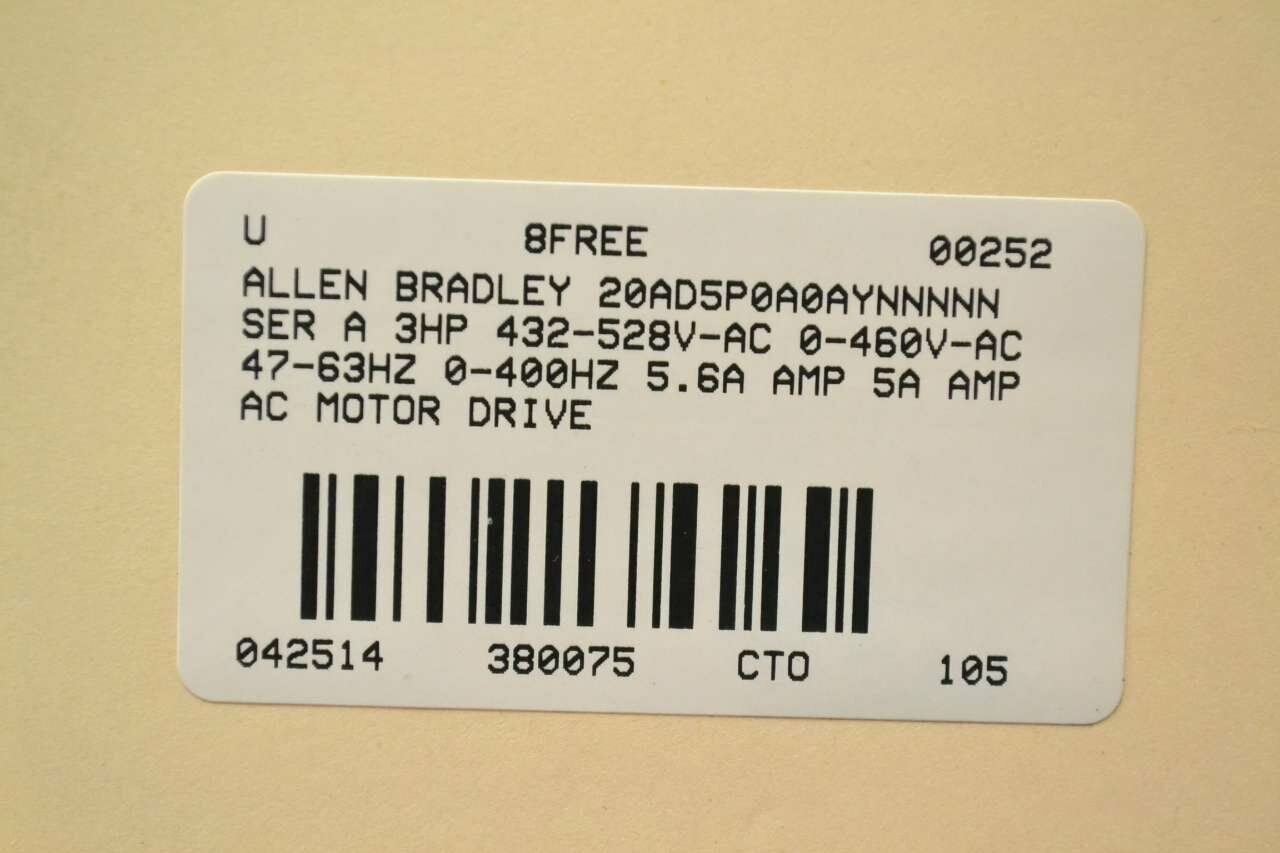 U 8FREE 00252
ALLEN BRADLEY 20AD5P0A0AYNNNNN
SER A 3HP 432-528V-AC 0-460V-AC
47-63HZ 0-400HZ 5.6A AMP 5A AMP
AC MOTOR DRIVE
042514 380075 CTO 105